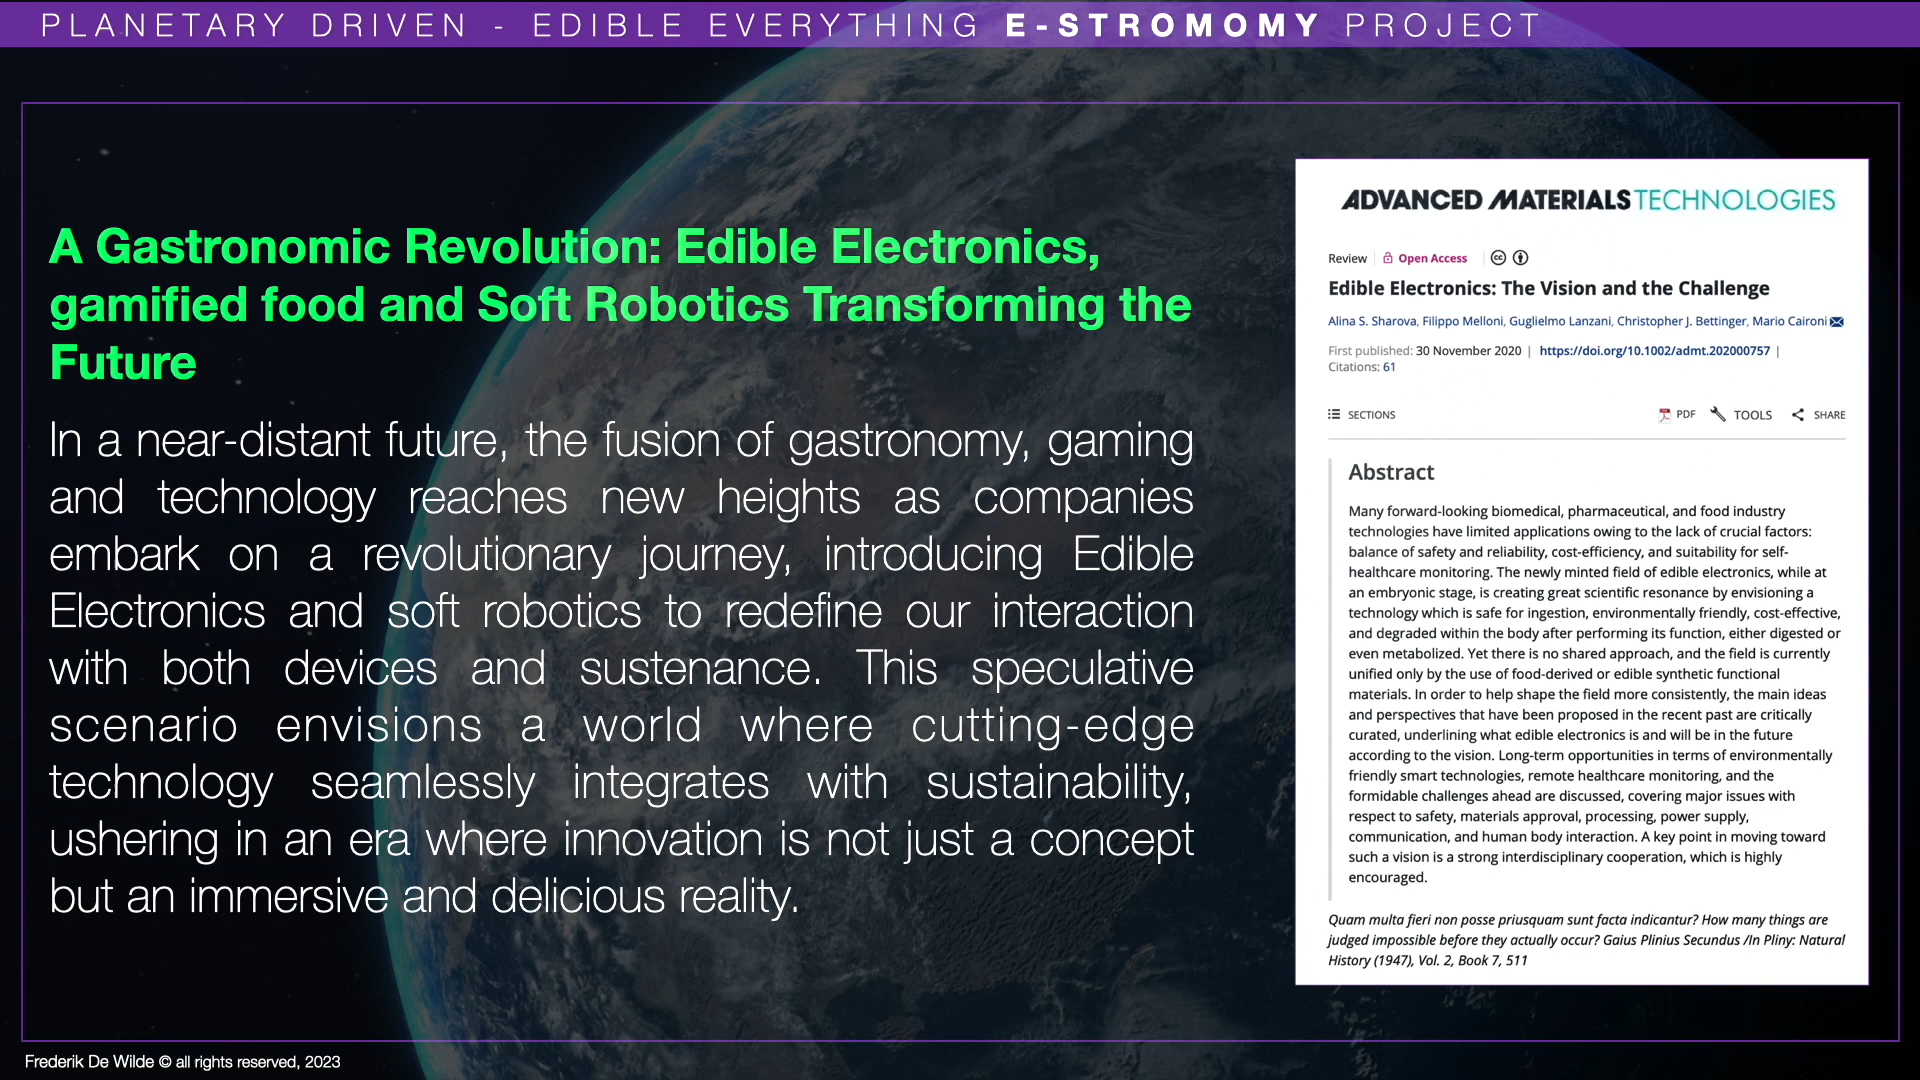 PLANETARY DRIVEN - EDIBLE EVERYTHING E-STROMOMY PROJECT
A Gastronomic Revolution: Edible Electronics,
gamified food and Soft Robotics Transforming the
Future
In a near-distant future, the fusion of gastronomy, gaming
and technology reaches new heights as companies
embark on a revolutionary journey, introducing Edible
Electronics and soft robotics to redefine our interaction
with both devices and sustenance. This speculative
scenario envisions a world where cutting-edge
technology seamlessly integrates with sustainability,
ushering in an era where innovation is not just a concept
but an immersive and delicious reality.
ADVANCED MATERIALS TECHNOLOGIES
Review | Open Access | cc
Edible Electronics: The Vision and the Challenge
Alina S. Sharova, Filippo Melloni, Guglielmo Lanzani, Christopher J. Bettinger, Mario Caironi
First published: 30 November 2020 | https://doi.org/10.1002/admt.202000757 |
Citations: 61
SECTIONS PDF TOOLS SHARE
Abstract
Many forward-looking biomedical, pharmaceutical, and food industry
technologies have limited applications owing to the lack of crucial factors:
balance of safety and reliability, cost-efficiency, and suitability for self-
healthcare monitoring. The newly minted field of edible electronics, while at
an embryonic stage, is creating great scientific resonance by envisioning a
technology which is safe for ingestion, environmentally friendly, cost-effective,
and degraded within the body after performing its function, either digested or
even metabolized. Yet there is no shared approach, and the field is currently
unified only by the use of food-derived or edible synthetic functional
materials. In order to help shape the field more consistently, the main ideas
and perspectives that have been proposed in the recent past are critically
curated, underlining what edible electronics is and will be in the future
according to the vision. Long-term opportunities in terms of environmentally
friendly smart technologies, remote healthcare monitoring, and the
formidable challenges ahead are discussed, covering major issues with
respect to safety, materials approval, processing, power supply,
communication, and human body interaction. A key point in moving toward
such a vision is a strong interdisciplinary cooperation, which is highly
encouraged.
Quam multa fieri non posse priusquam sunt facta indicantur? How many things are
judged impossible before they actually occur? Gaius Plinius Secundus /In Pliny: Natural
History (1947), Vol. 2, Book 7, 511
Frederik De Wilde © all rights reserved, 2023